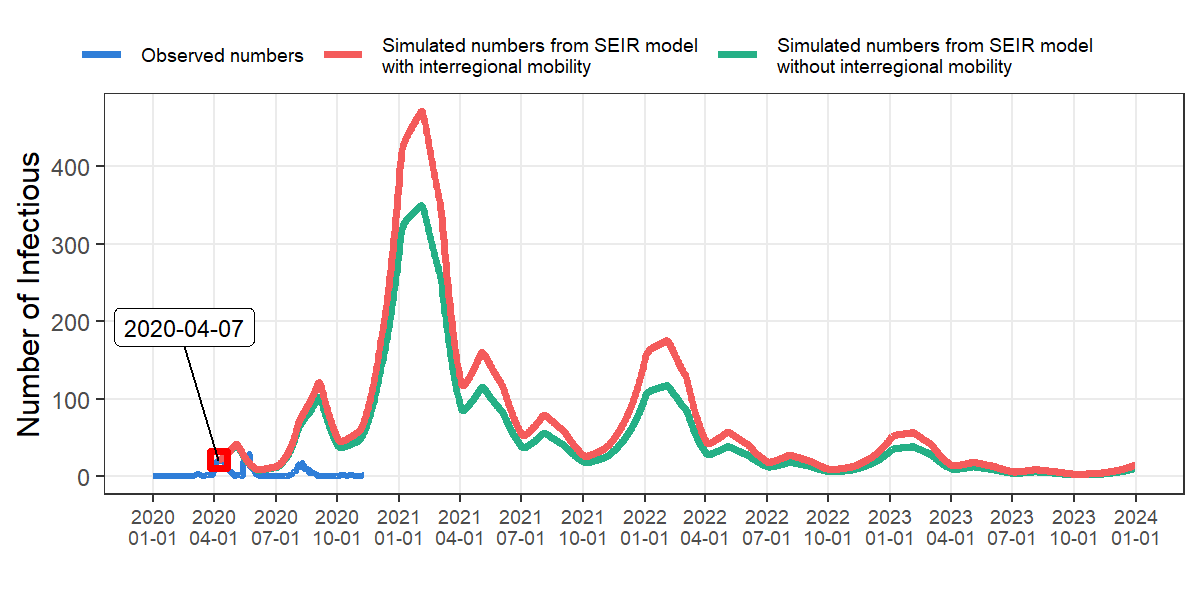 Observed numbers
Simulated numbers from SEIR model
with interregional mobility
Simulated numbers from SEIR model
without interregional mobility
Number of Infectious
400
300
200
100
0
2020-04-07
2020 2020 2020 2020 2021 2021 2021 2021 2022 2022 2022 2022 2023 2023 2023 2023 2024
01-01 04-01 07-01 10-01 01-01 04-01 07-01 10-01 01-01 04-01 07-01 10-01 01-01 04-01 07-01 10-01 01-01